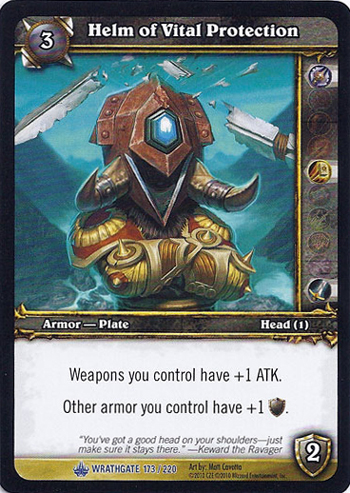 3
Helm of Vital Protection
Armor — Plate Head (1)
Weapons you control have +1 ATK.
Other armor you control have +1 .
"You've got a good head on your shoulders—just
make sure it stays there." —Keward the Ravager
2
WRATHGATE 173/220
Art by: Matt Cavotta
©2010 CZE ©2010 Blizzard Entertainment, Inc.